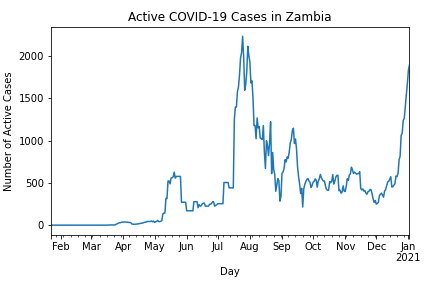 Active COVID-19 Cases in Zambia
Number of Active Cases
2000
1500
1000
500
0
Feb Mar Apr May Jun Jul Aug Sep Oct Nov Dec Jan
2021
Day